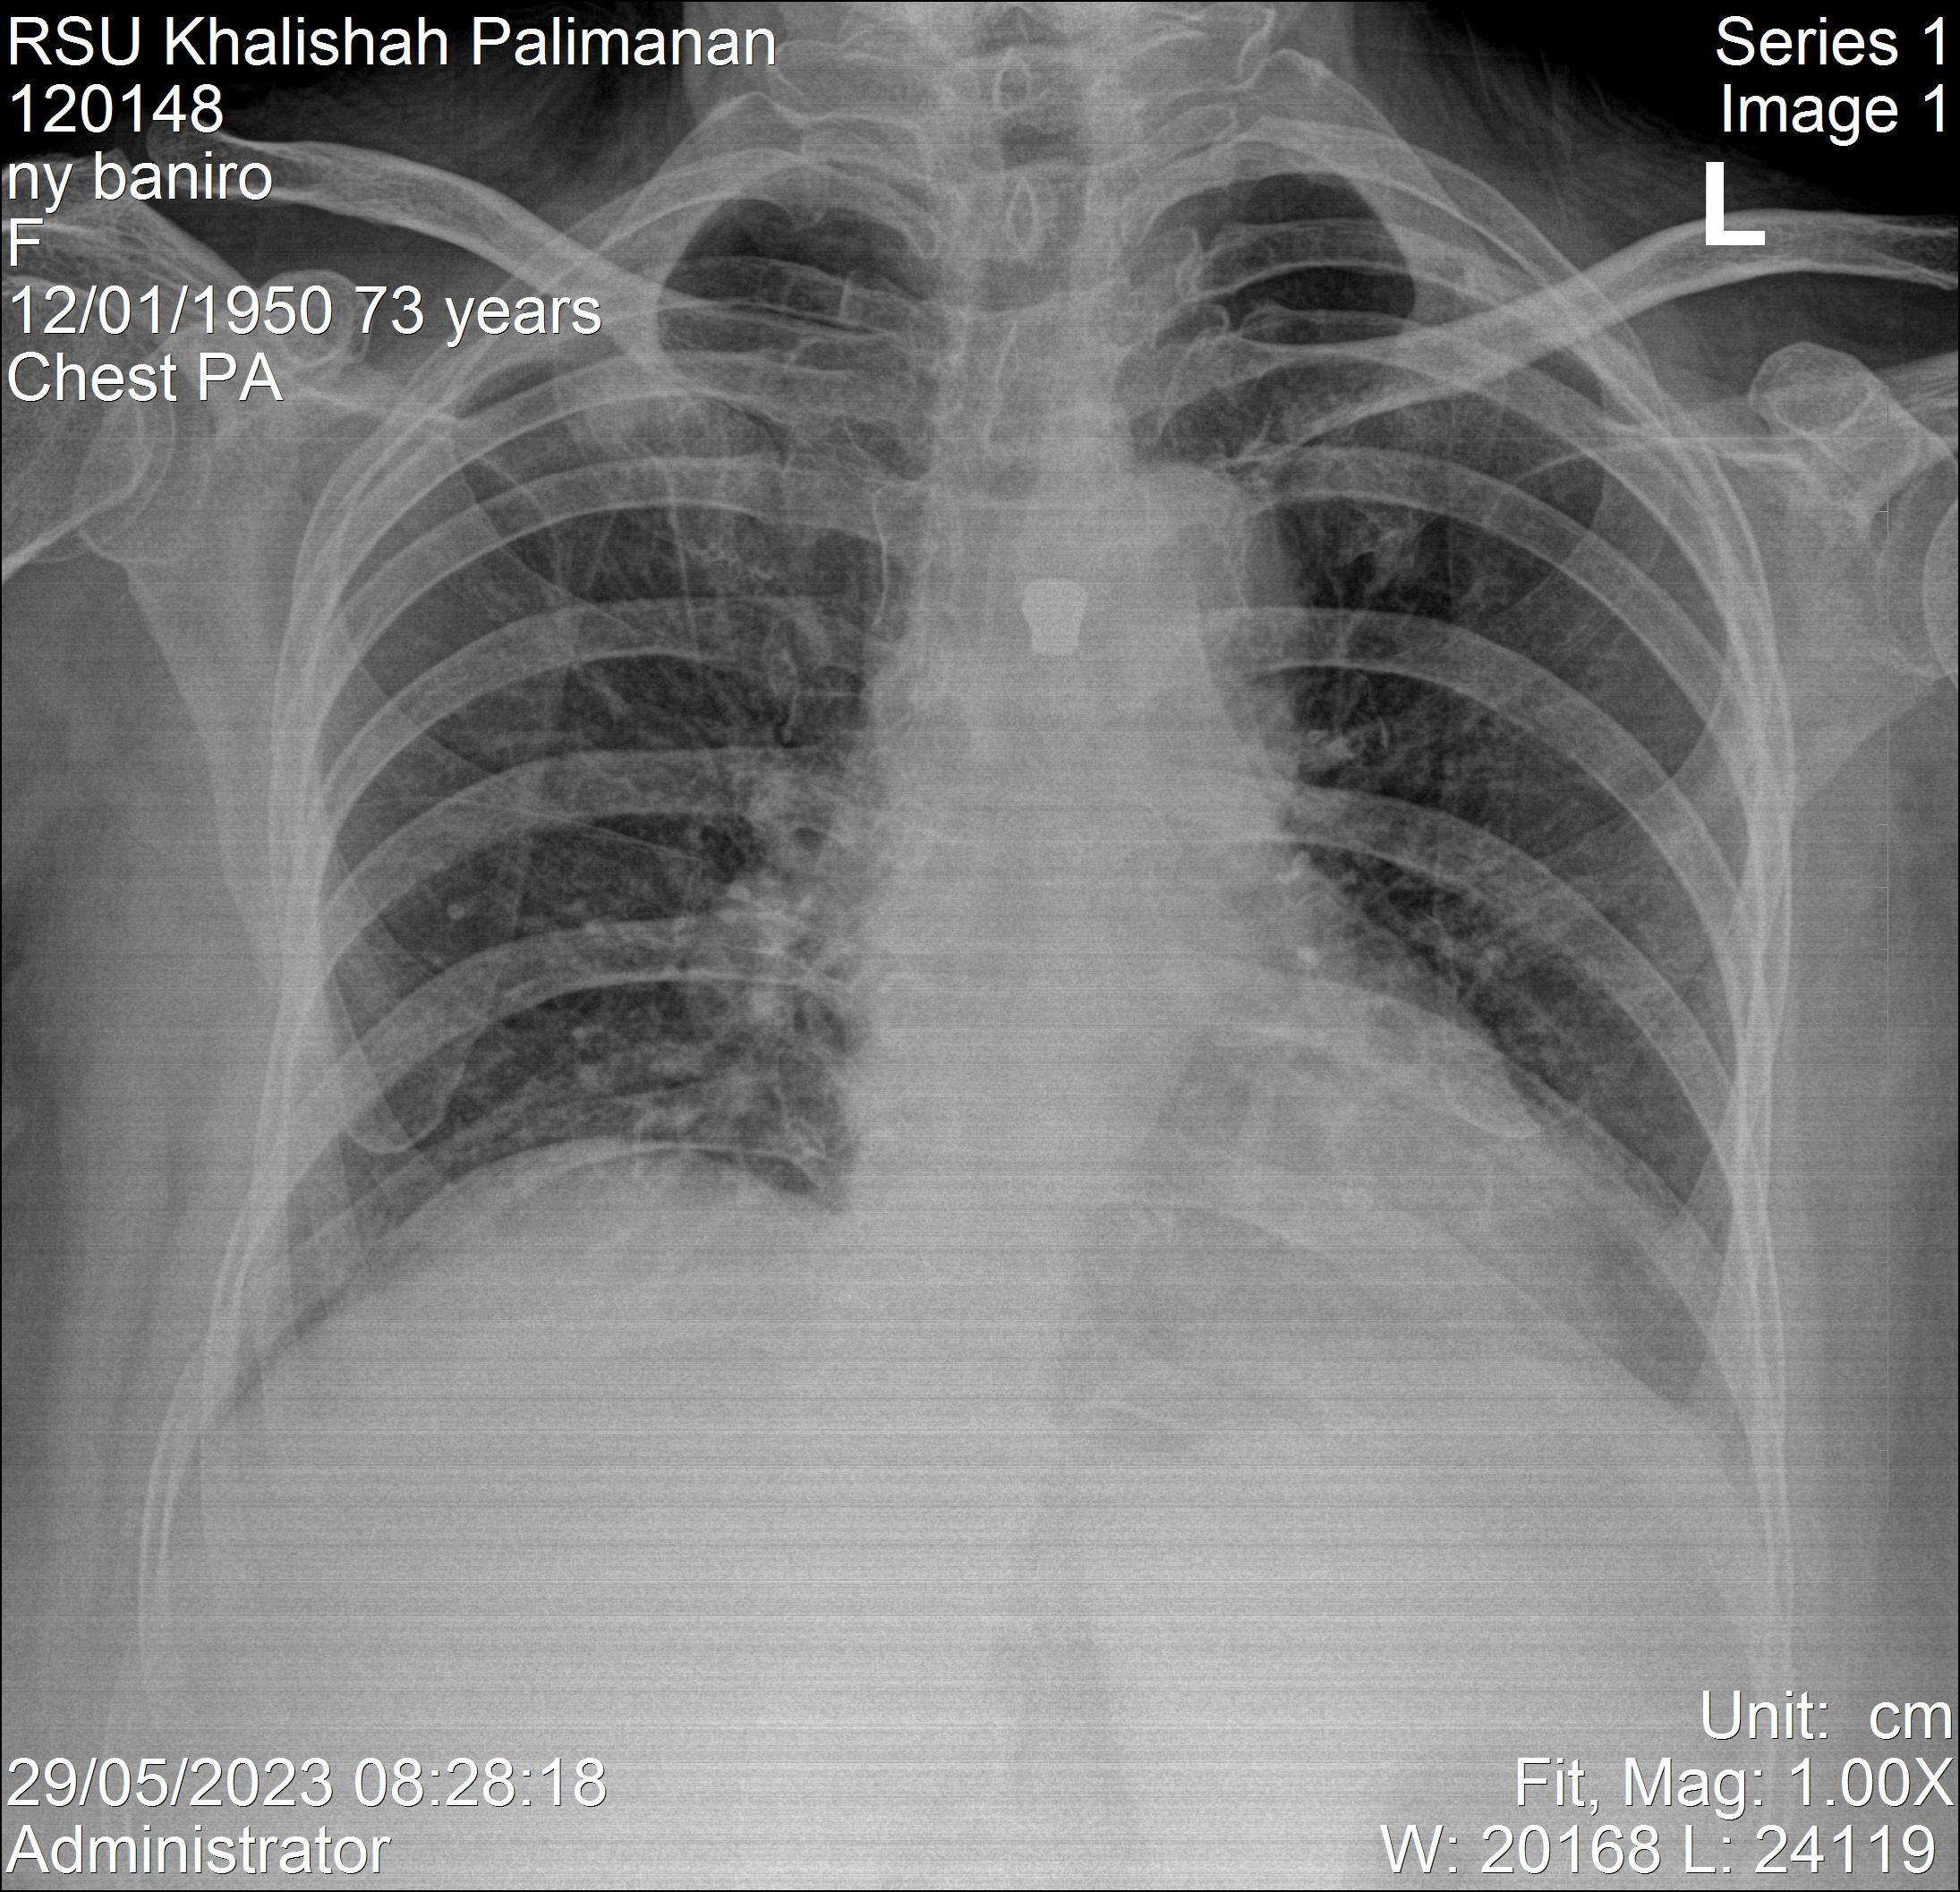 RSU Khalishah Palimanan
120148
ny baniro
F
12/01/1950 73 years
Chest PA
Series 1
Image 1
L
29/05/2023 08:28:18
Administrator
Unit: cm
Fit, Mag: 1.00X
W: 20168 L: 24119